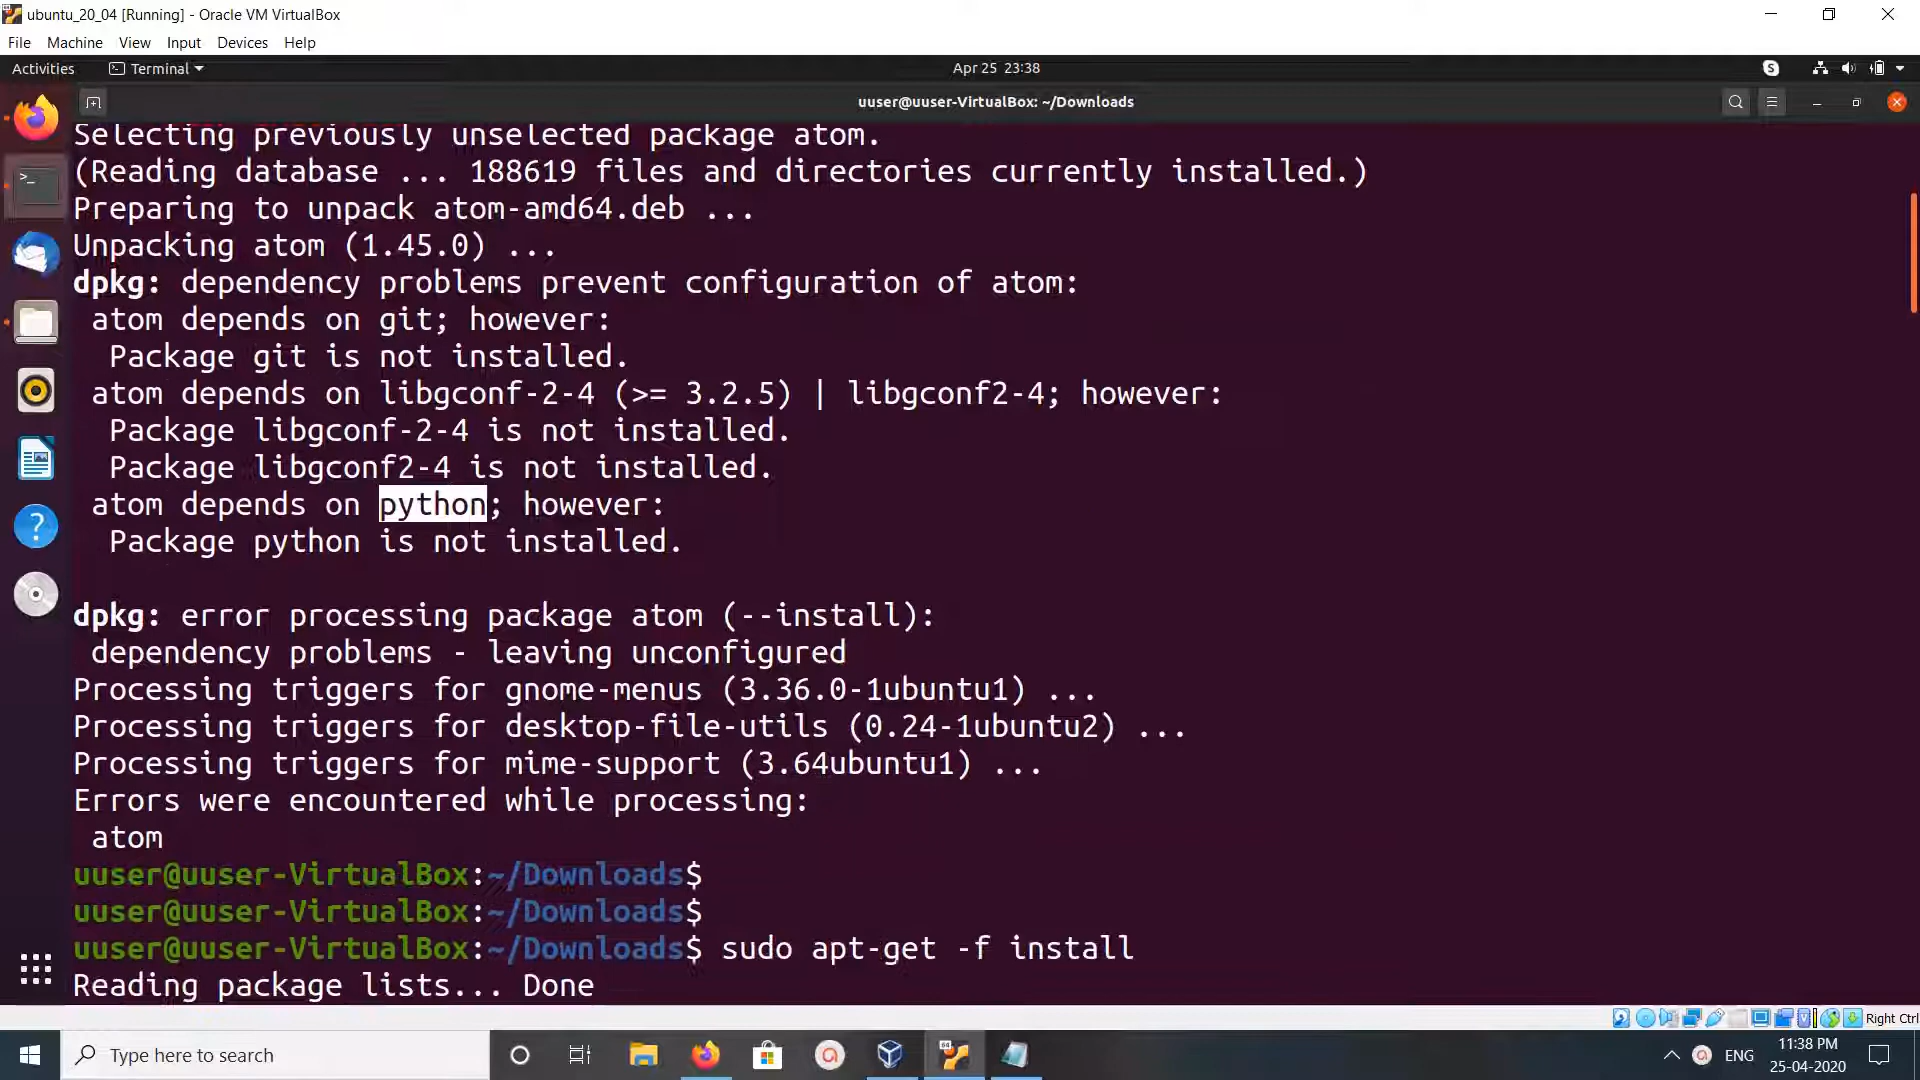 ubuntu_20_04 [Running] - Oracle VM VirtualBox
File Machine View Input Devices Help
Activities Terminal Apr 25 23:38
uuser@uuser-VirtualBox: ~/Downloads
Selecting previously unselected package atom.
(Reading database ... 188619 files and directories currently installed.)
Preparing to unpack atom-amd64.deb ...
Unpacking atom (1.45.0) ...
dpkg: dependency problems prevent configuration of atom:
atom depends on git; however:
Package git is not installed.
atom depends on libgconf-2-4 (>= 3.2.5) | libgconf2-4; however:
Package libgconf-2-4 is not installed.
Package libgconf2-4 is not installed.
atom depends on python; however:
Package python is not installed.
dpkg: error processing package atom (--install):
dependency problems - leaving unconfigured
Processing triggers for gnome-menus (3.36.0-1ubuntu1) ...
Processing triggers for desktop-file-utils (0.24-1ubuntu2) ...
Processing triggers for mime-support (3.64ubuntu1) ...
Errors were encountered while processing:
atom
uuser@uuser-VirtualBox:~/Downloads$
uuser@uuser-VirtualBox:~/Downloads$
uuser@uuser-VirtualBox:~/Downloads$ sudo apt-get -f install
Reading package lists... Done
Right Ctrl
Type here to search
ENG
11:38 PM
25-04-2020